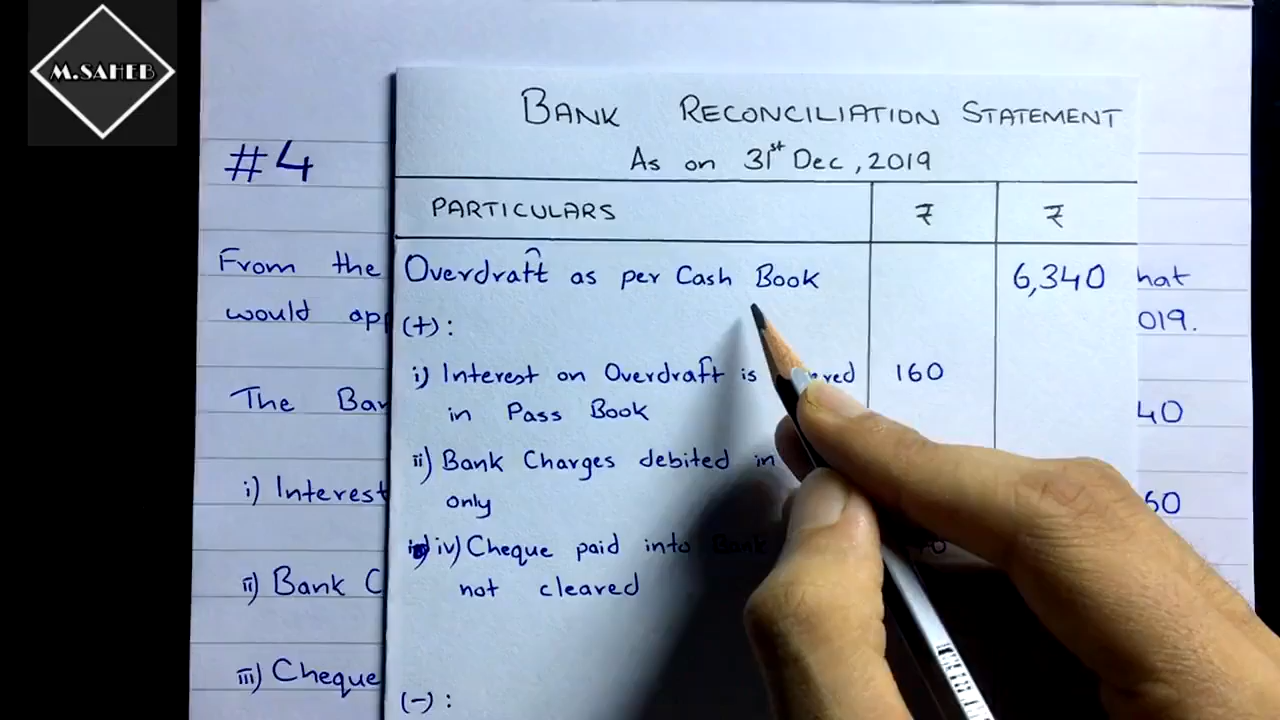 M.SAHEB
#4
BANK RECONCILIATION STATEMENT
As on 31st Dec, 2019
PARTICULARS ₹ ₹
From the
Overdraft as per Cash Book 6,340
hat
would
(+):
019.
i) Interest on Overdraft is 160
The
in Pass Book
40
ii) Bank Charges debited in
i) Interest
only
60
iv) Cheque paid into Bank
ii) Bank C
not cleared
iii) Cheque
(-):